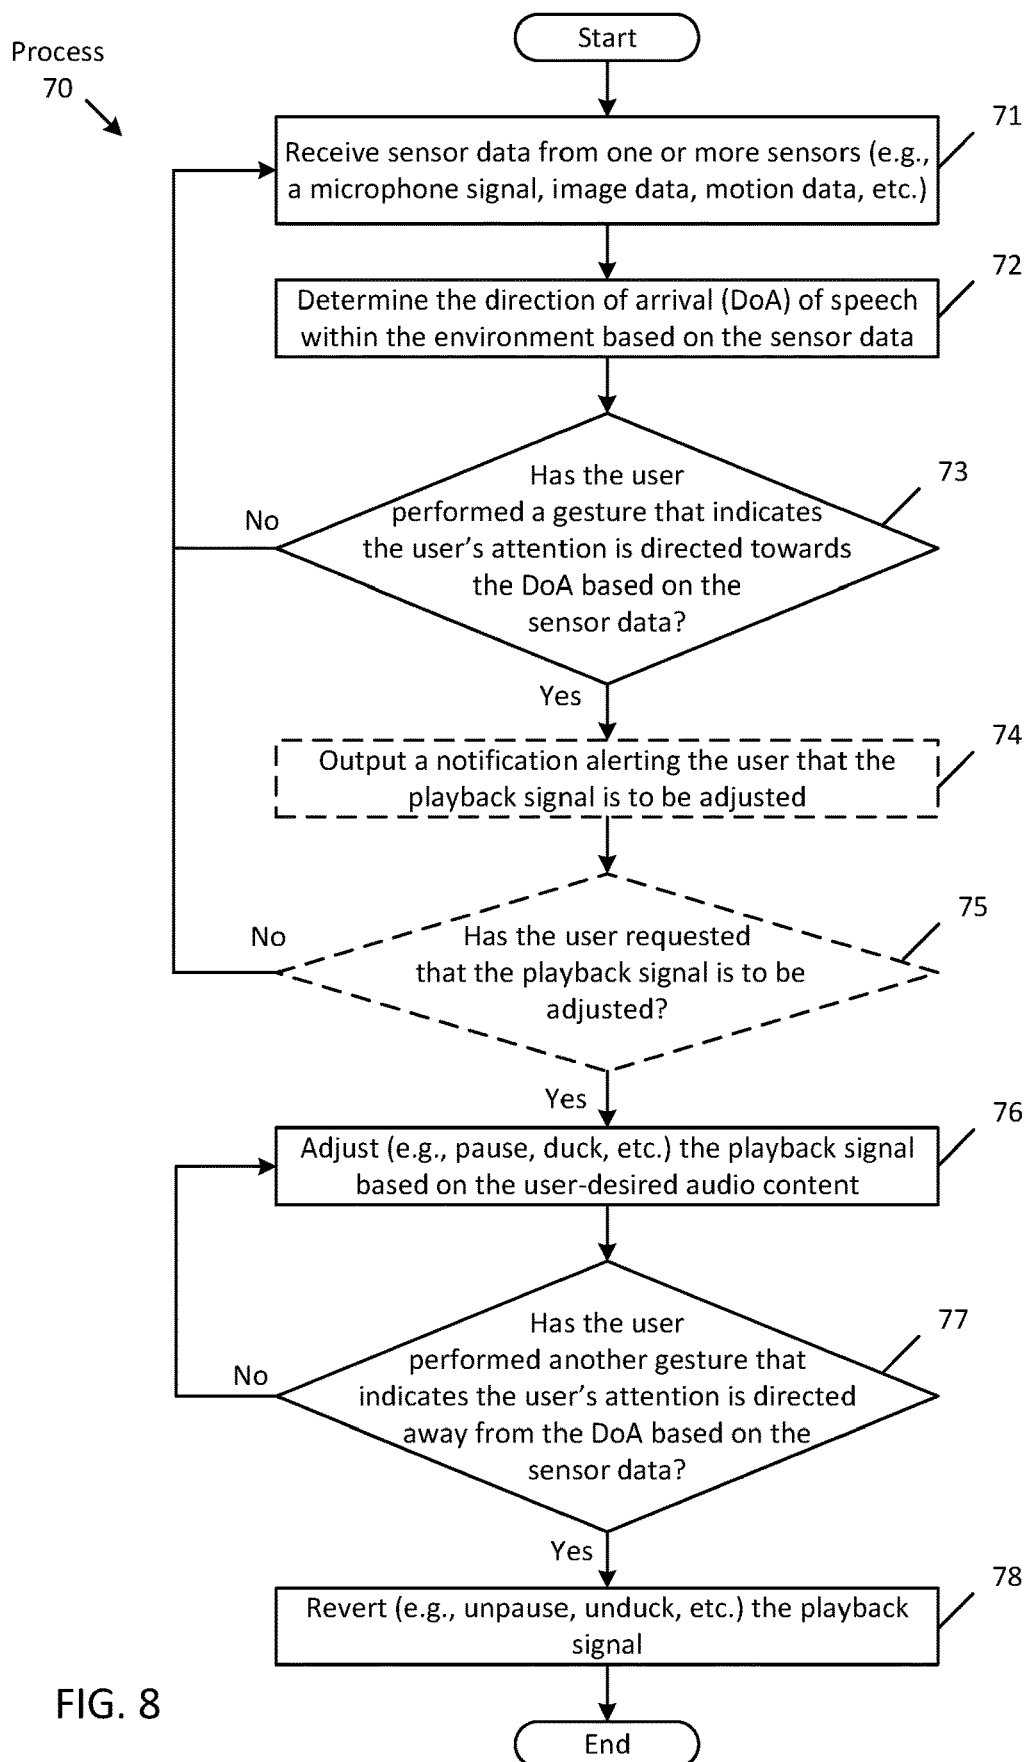 Start
Process
70
71
Receive sensor data from one or more sensors (e.g.,
a microphone signal, image data, motion data, etc.)
72
Determine the direction of arrival (DoA) of speech
within the environment based on the sensor data
73
Has the user
performed a gesture that indicates
the user's attention is directed towards
the DoA based on the
sensor data?
No
Yes
74
Output a notification alerting the user that the
playback signal is to be adjusted
75
Has the user requested
that the playback signal is to be
adjusted?
No
Yes
76
Adjust (e.g., pause, duck, etc.) the playback signal
based on the user-desired audio content
77
Has the user
performed another gesture that
indicates the user's attention is directed
away from the DoA based on the
sensor data?
No
Yes
78
Revert (e.g., unpause, unduck, etc.) the playback
signal
FIG. 8
End